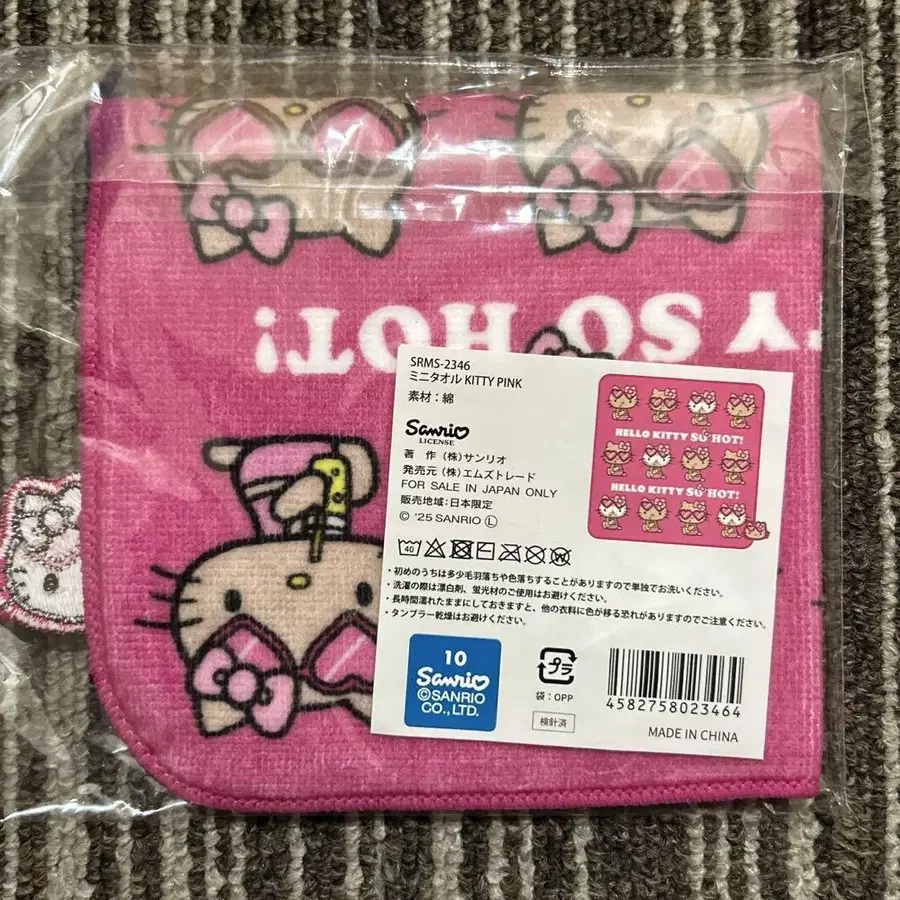 Y SO HOT!
SRMS-2346
ミニタオル KITTY PINK
素材：綿
Sanrio
LICENSE
著　作（株）サンリオ
発売元（株）エムズトレード
FOR SALE IN JAPAN ONLY
販売地域：日本限定
© '25 SANRIO Ⓛ
40
・初めのうちは多少毛羽落ちや色落ちすることがありますので単独でお洗いください。
・洗濯の際は漂白剤、蛍光材のご使用はお避けください。
・長時間濡れたままにしておきますと、他の衣料に色が移る恐れがありますのでご注意ください。
・タンブラー乾燥はお避けください。
HELLO KITTY SO HOT!
HELLO KITTY SO HOT!
10
Sanrio
©SANRIO
CO.,LTD.
プラ
袋：OPP
検針済
4582758023464
MADE IN CHINA